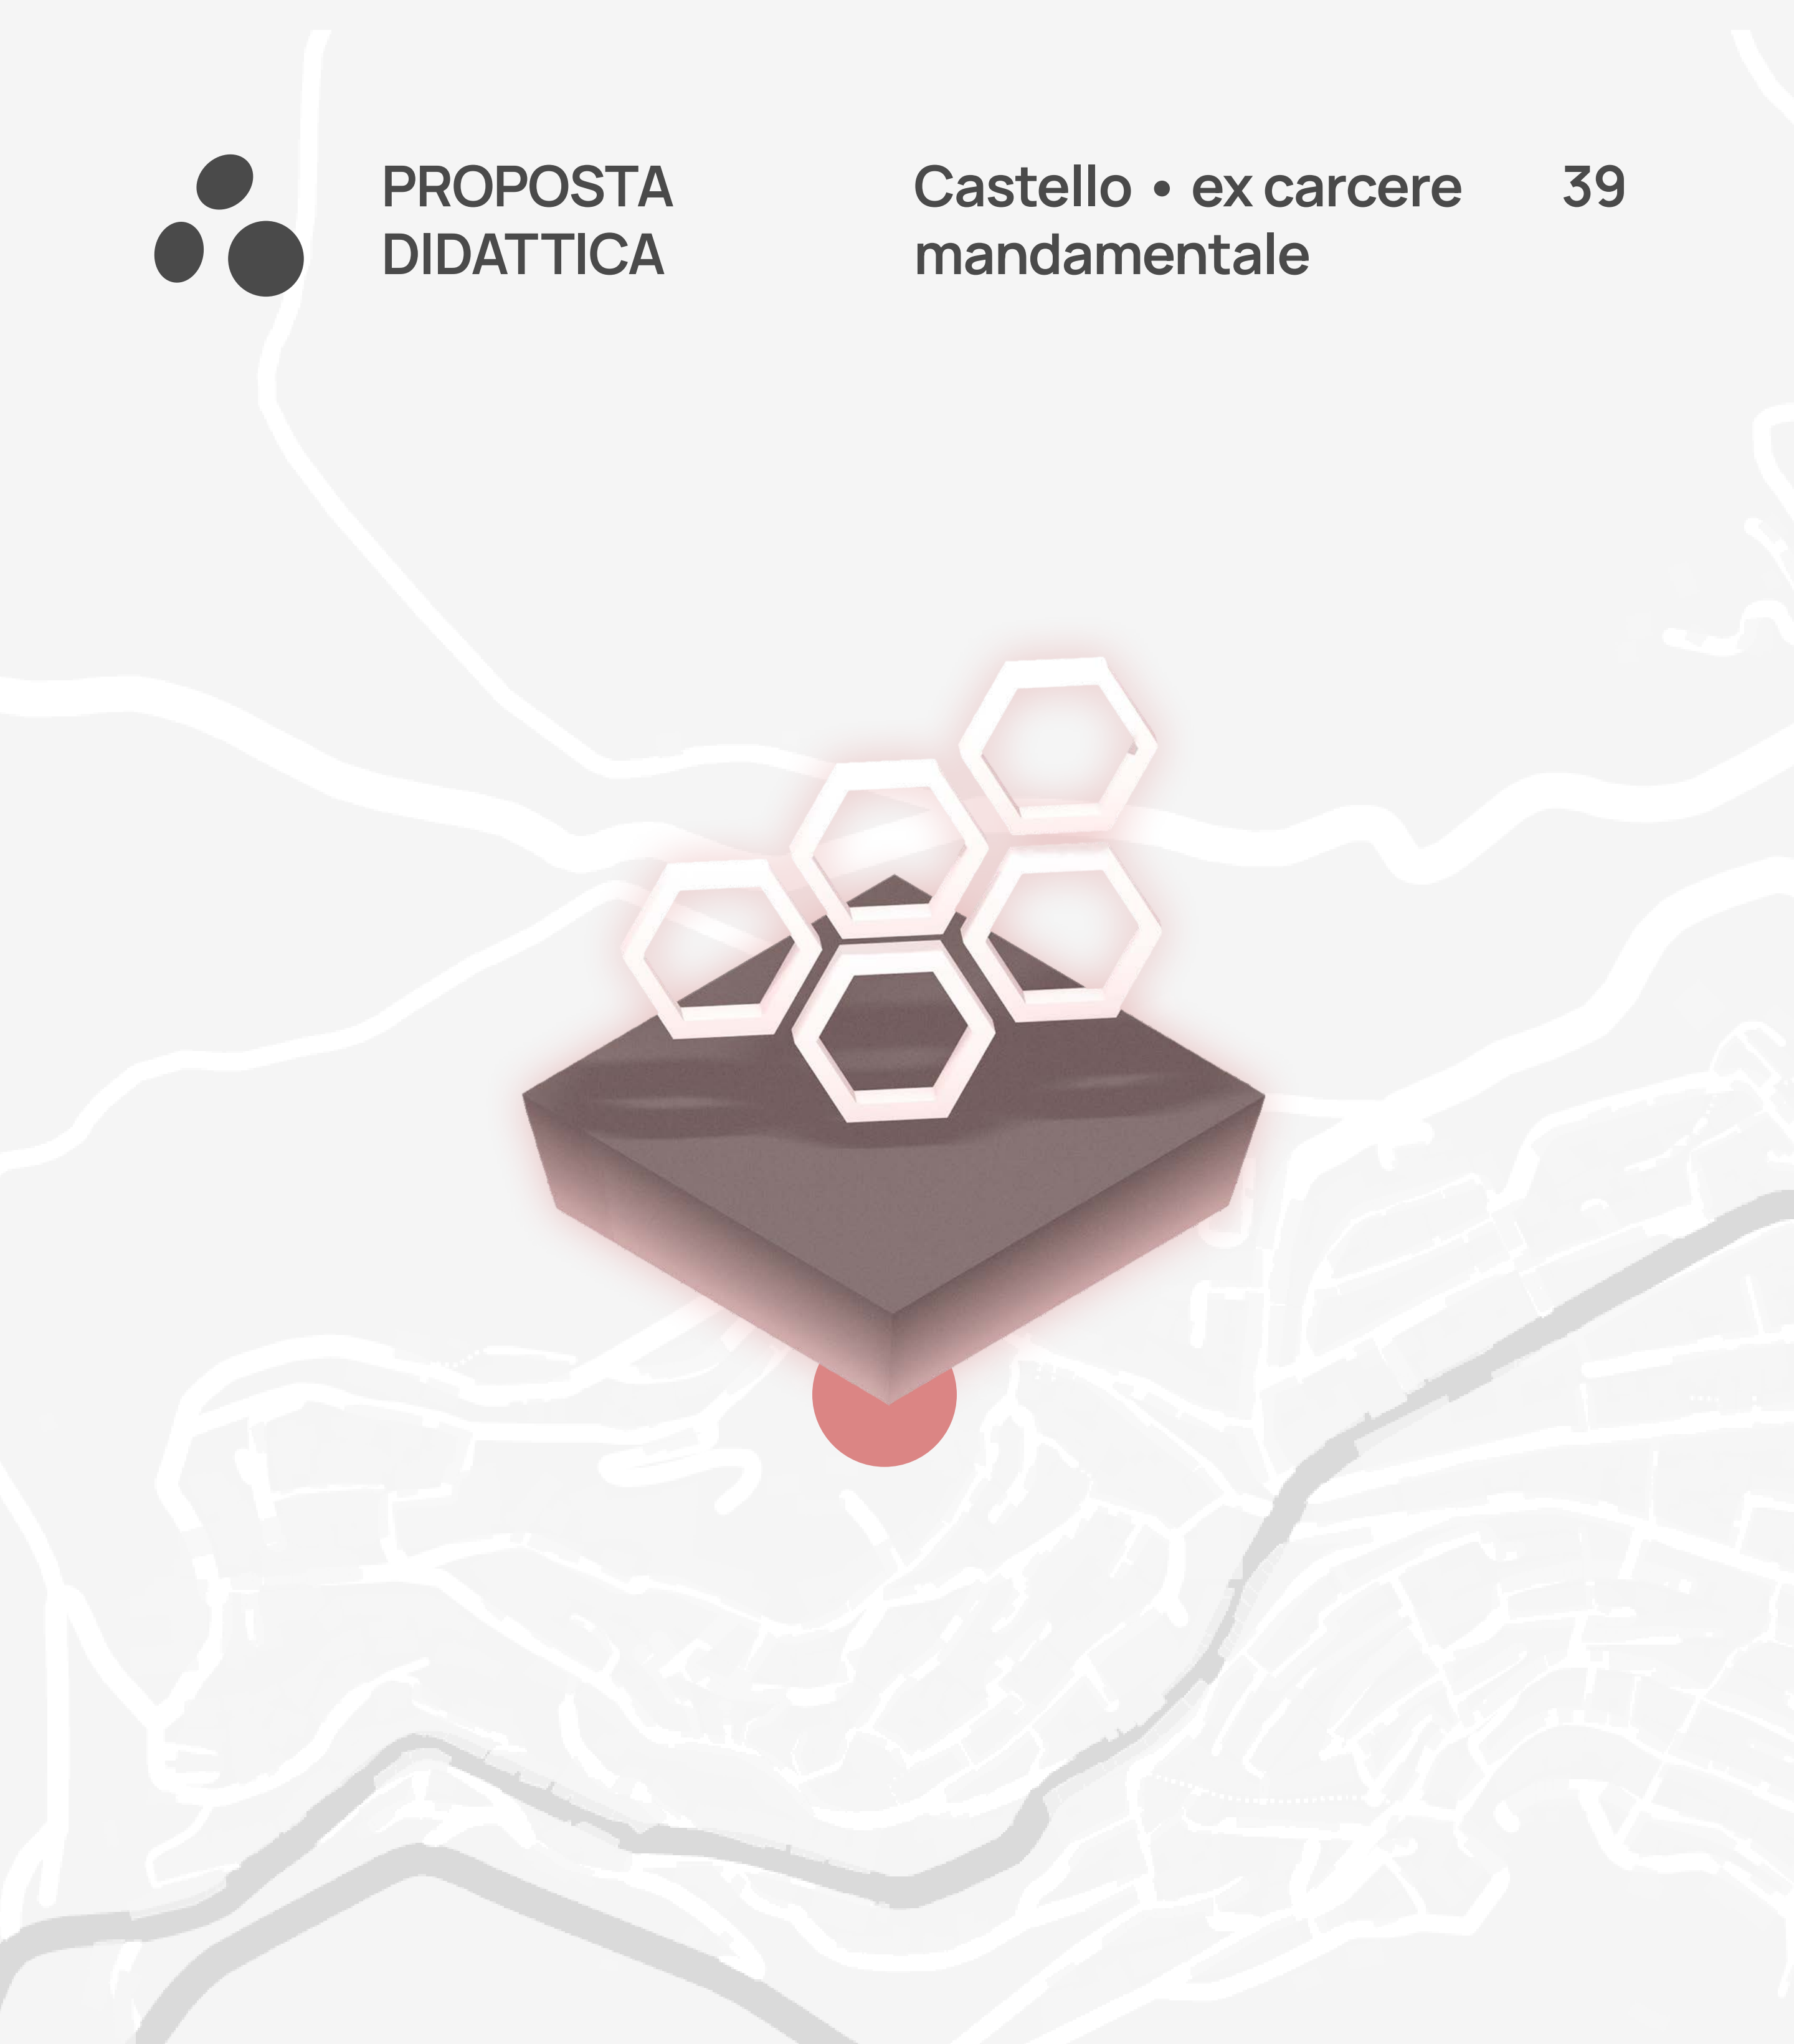 PROPOSTA
DIDATTICA
Castello • ex carcere
mandamentale
39